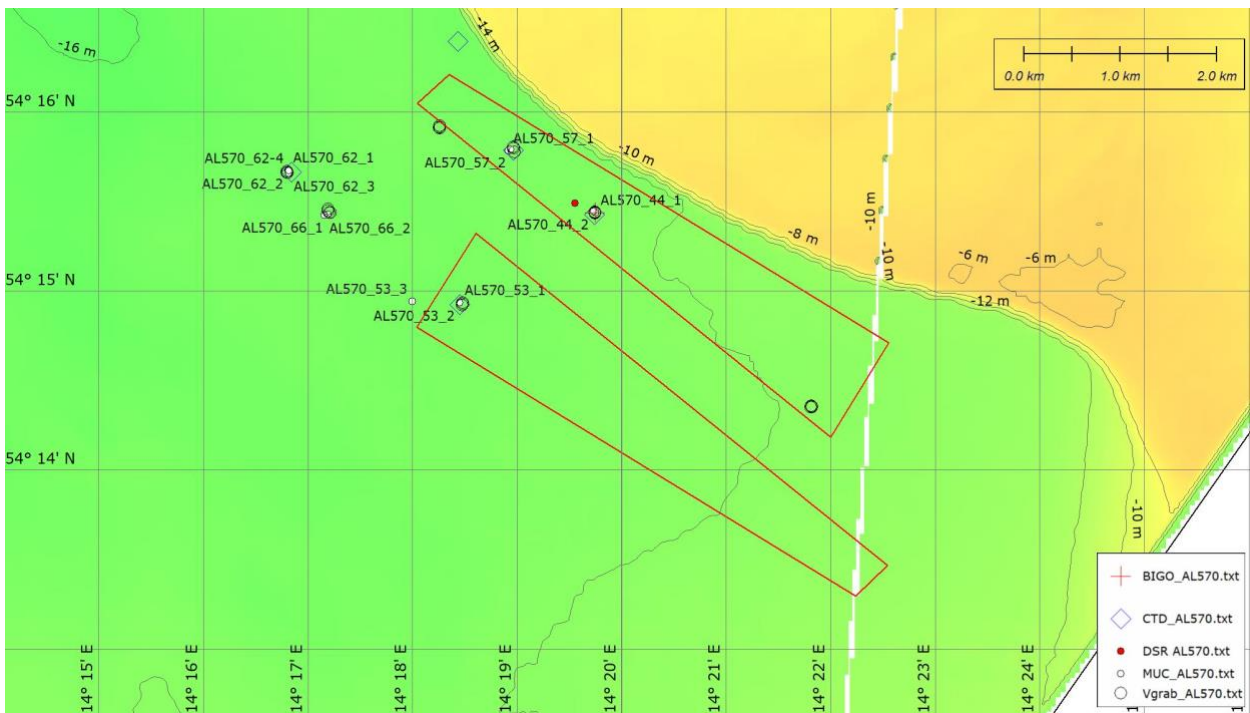 -14 m
-16 m
0.0 km 1.0 km 2.0 km
54° 16' N
AL570_57_1
AL570_57_2
-10 m
AL570_62-4 AL570_62_1
AL570_62_2 AL570_62_3
AL570_66_1 AL570_66_2
AL570_44_1
AL570_44_2
-10 m
-8 m
-10 m
-6 m
-6 m
54° 15' N
AL570_53_3 AL570_53_1
AL570_53_2
-12 m
54° 14' N
-10 m
BIGO_AL570.txt
CTD_AL570.txt
DSR AL570.txt
MUC_AL570.txt
Vgrab_AL570.txt
14° 15' E
14° 16' E
14° 17' E
14° 18' E
14° 19' E
14° 20' E
14° 21' E
14° 22' E
14° 23' E
14° 24' E